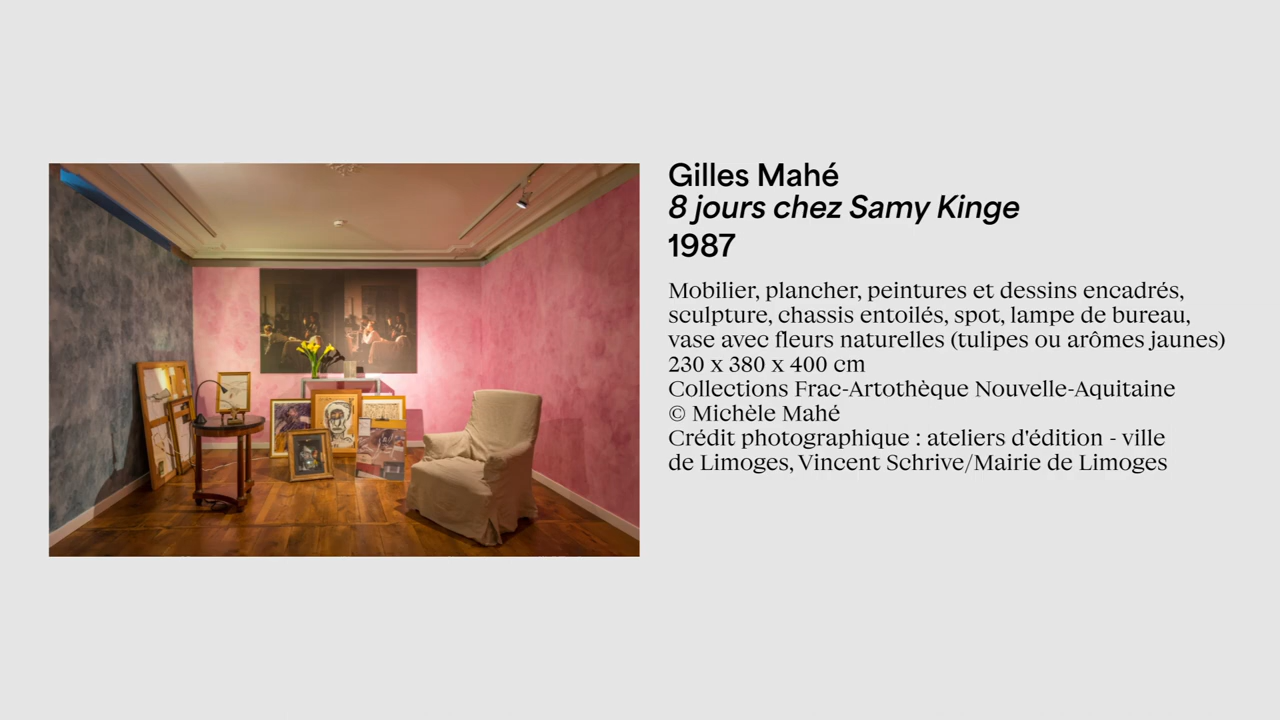 Gilles Mahé
8 jours chez Samy Kinge
1987
Mobilier, plancher, peintures et dessins encadrés,
sculpture, chassis entoilés, spot, lampe de bureau,
vase avec fleurs naturelles (tulipes ou arômes jaunes)
230 x 380 x 400 cm
Collections Frac-Artothèque Nouvelle-Aquitaine
© Michèle Mahé
Crédit photographique : ateliers d'édition - ville
de Limoges, Vincent Schrive/Mairie de Limoges